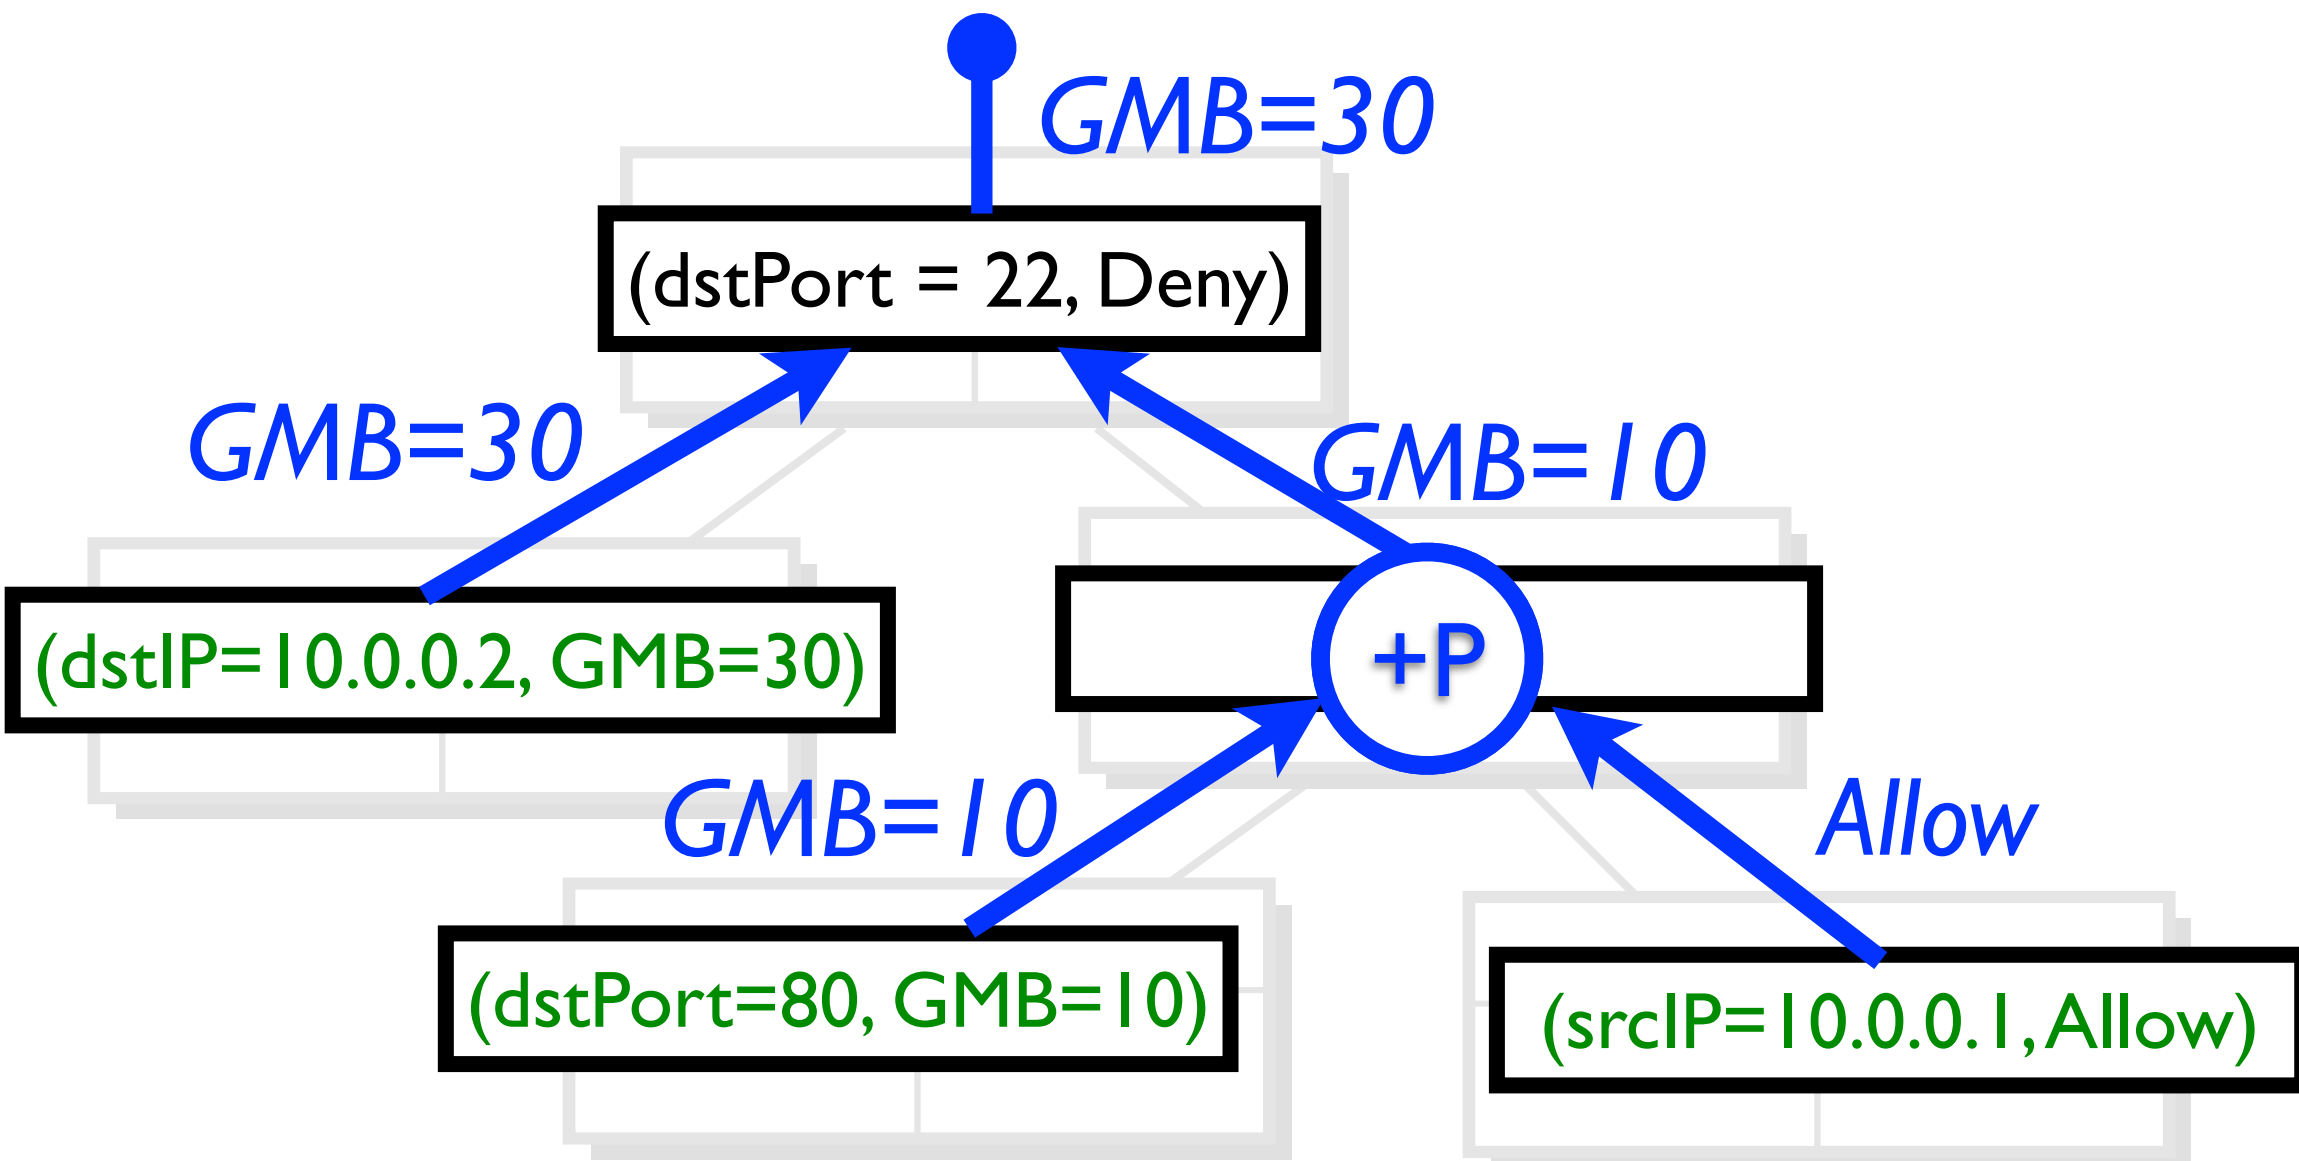 GMB=30
(dstPort = 22, Deny)
GMB=30
GMB=10
(dstIP=10.0.0.2, GMB=30)
+P
GMB=10
Allow
(dstPort=80, GMB=10)
(srcIP=10.0.0.1, Allow)